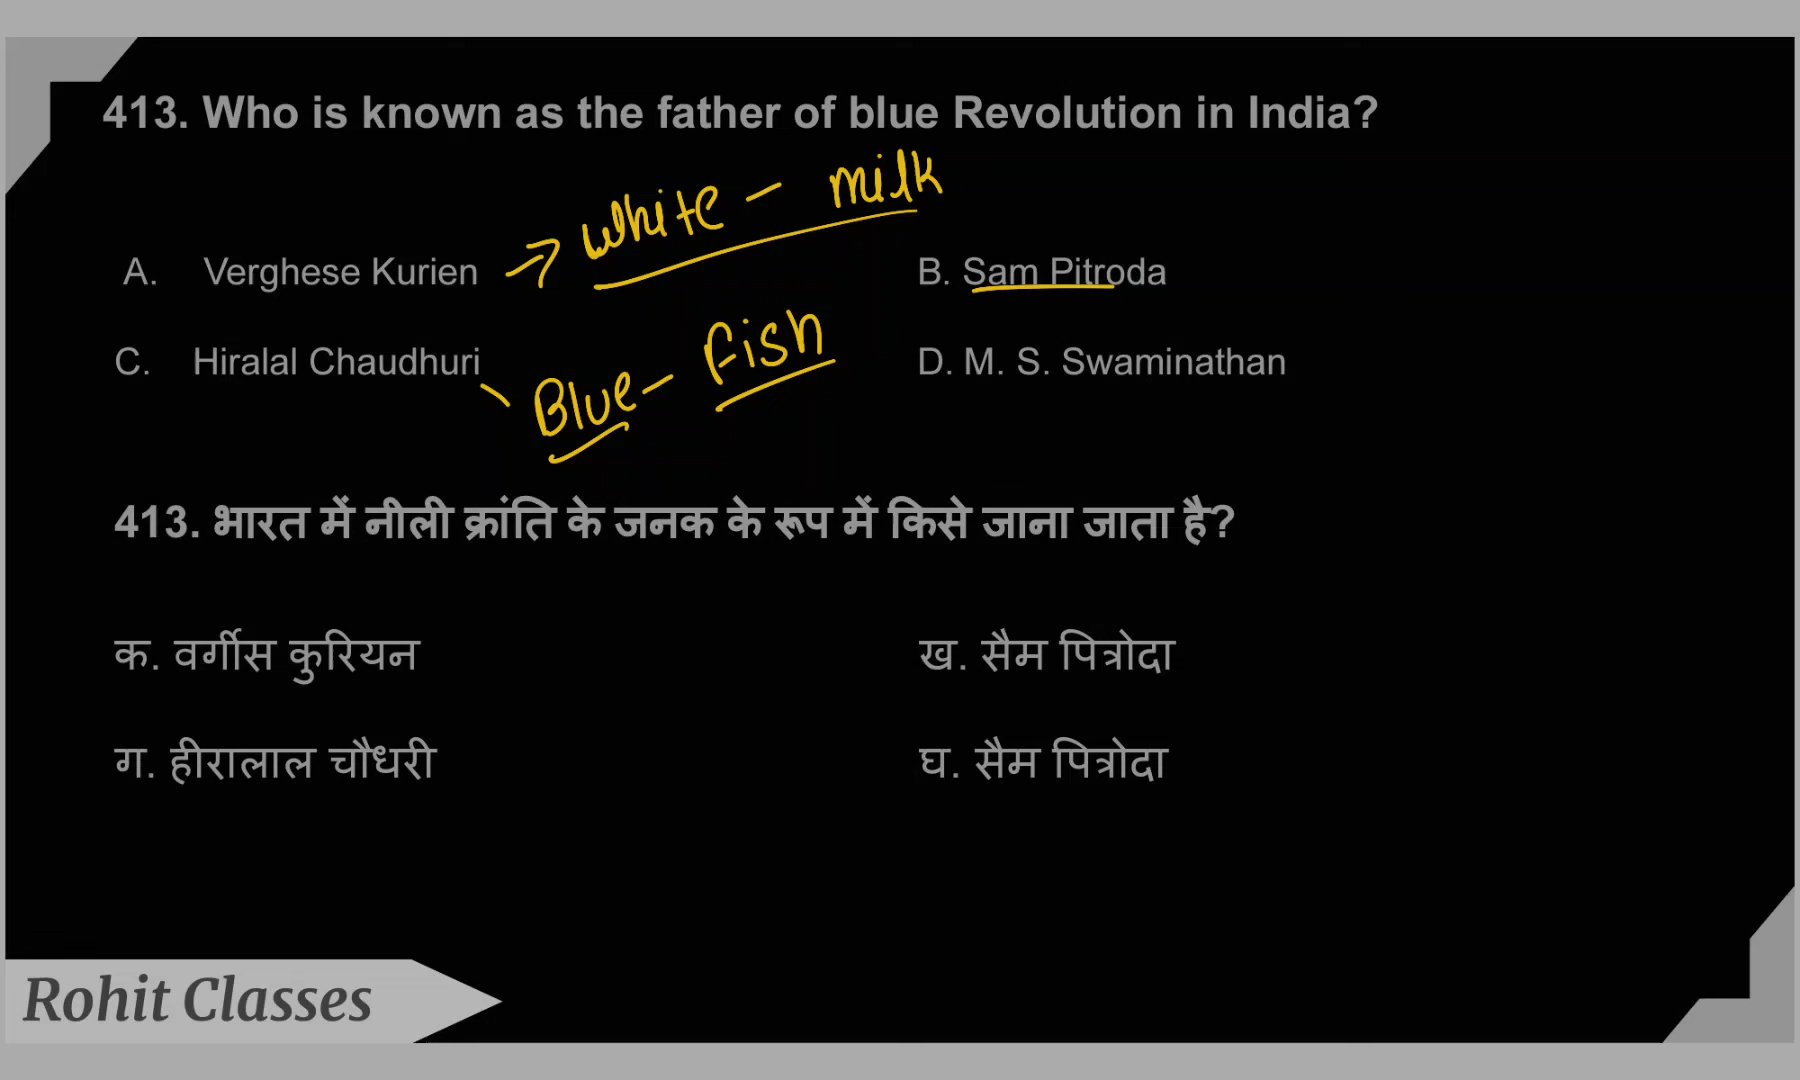 413. Who is known as the father of blue Revolution in India?
A. Verghese Kurien → white - milk
B. Sam Pitroda
C. Hiralal Chaudhuri
Blue - fish
D. M. S. Swaminathan
413. भारत में नीली क्रांति के जनक के रूप में किसे जाना जाता है?
क. वर्गीस कुरियन
ख. सैम पित्रोदा
ग. हीरालाल चौधरी
घ. सैम पित्रोदा
Rohit Classes